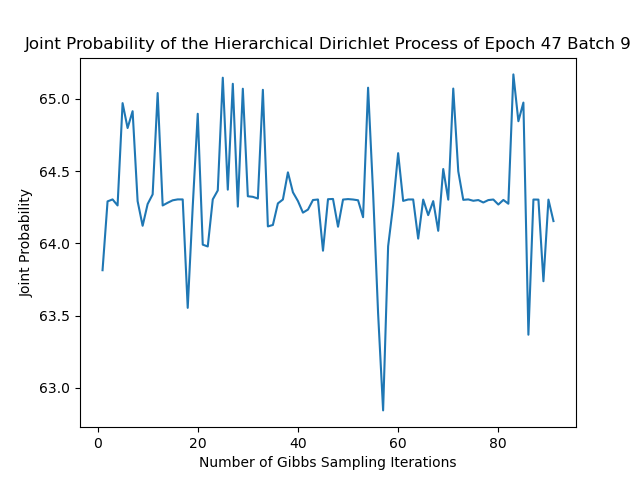 Joint Probability of the Hierarchical Dirichlet Process of Epoch 47 Batch 9
65.0
64.5
64.0
63.5
63.0
Joint Probability
0 20 40 60 80
Number of Gibbs Sampling Iterations